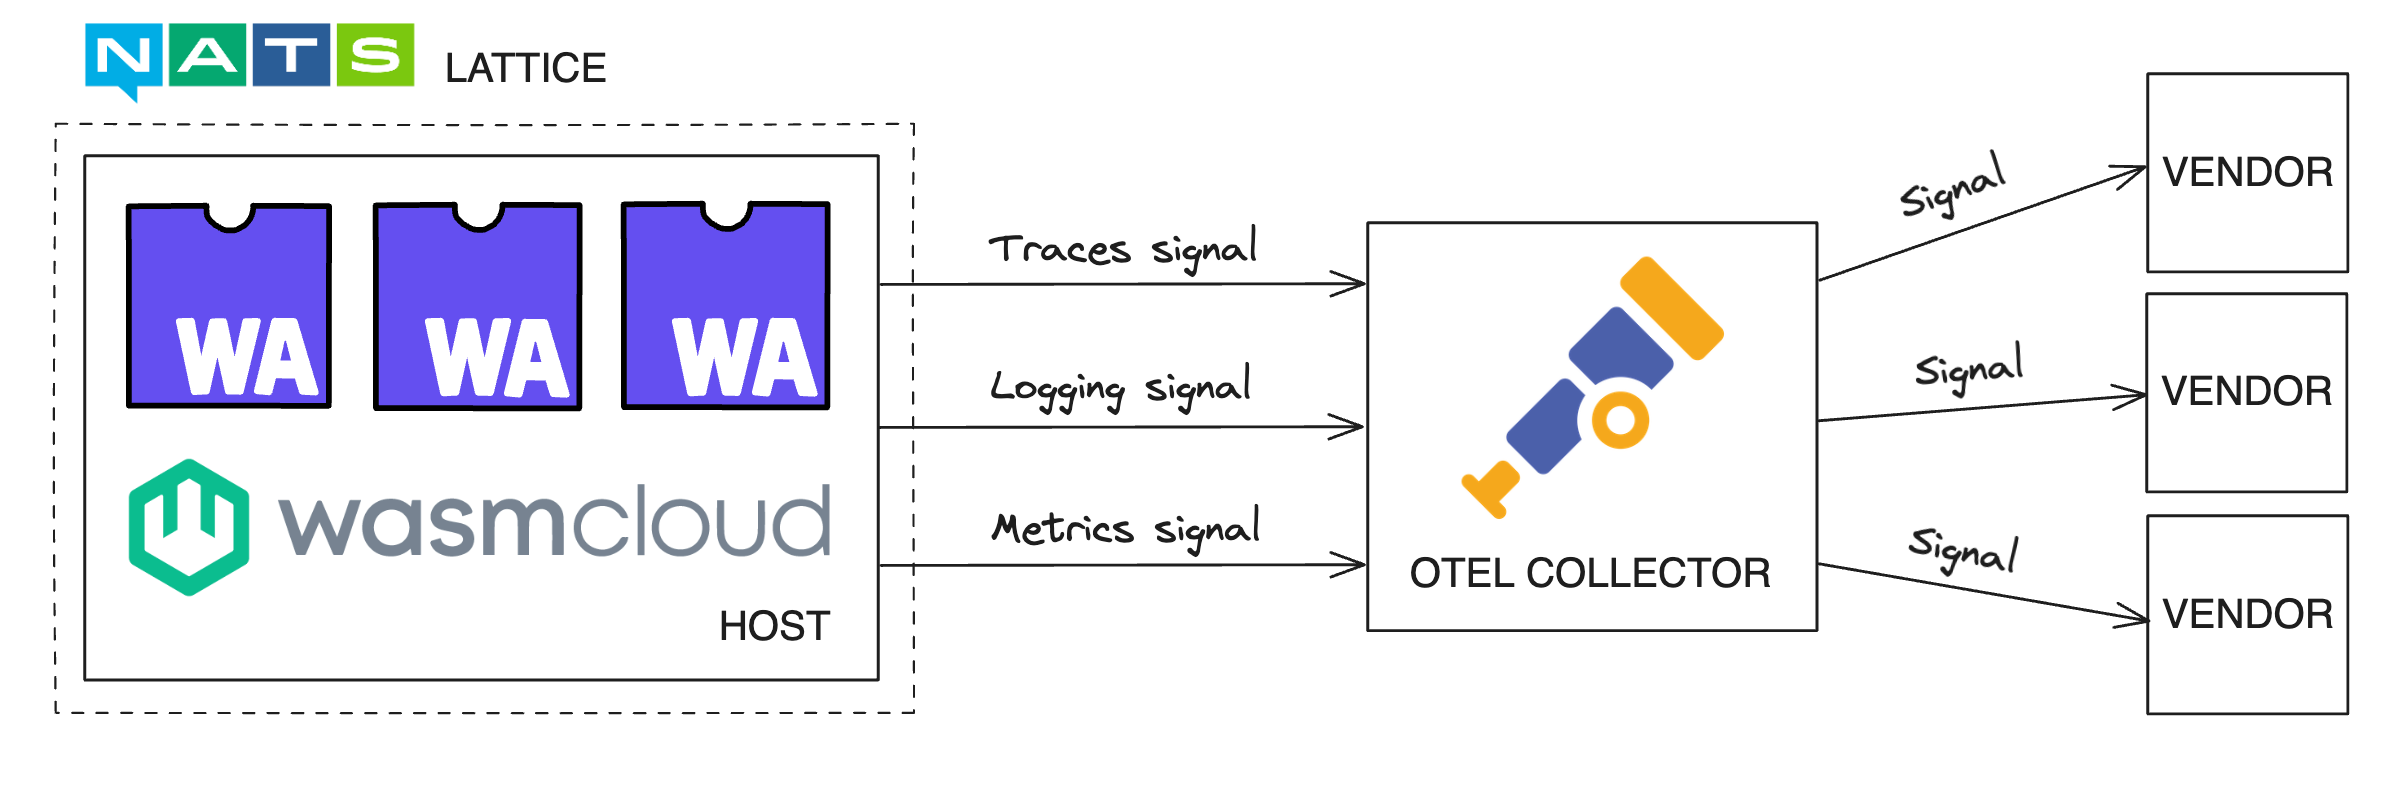 NATS LATTICE
WA WA WA
wasmcloud
HOST
Traces signal
Logging signal
Metrics signal
OTEL COLLECTOR
Signal
Signal
Signal
VENDOR
VENDOR
VENDOR